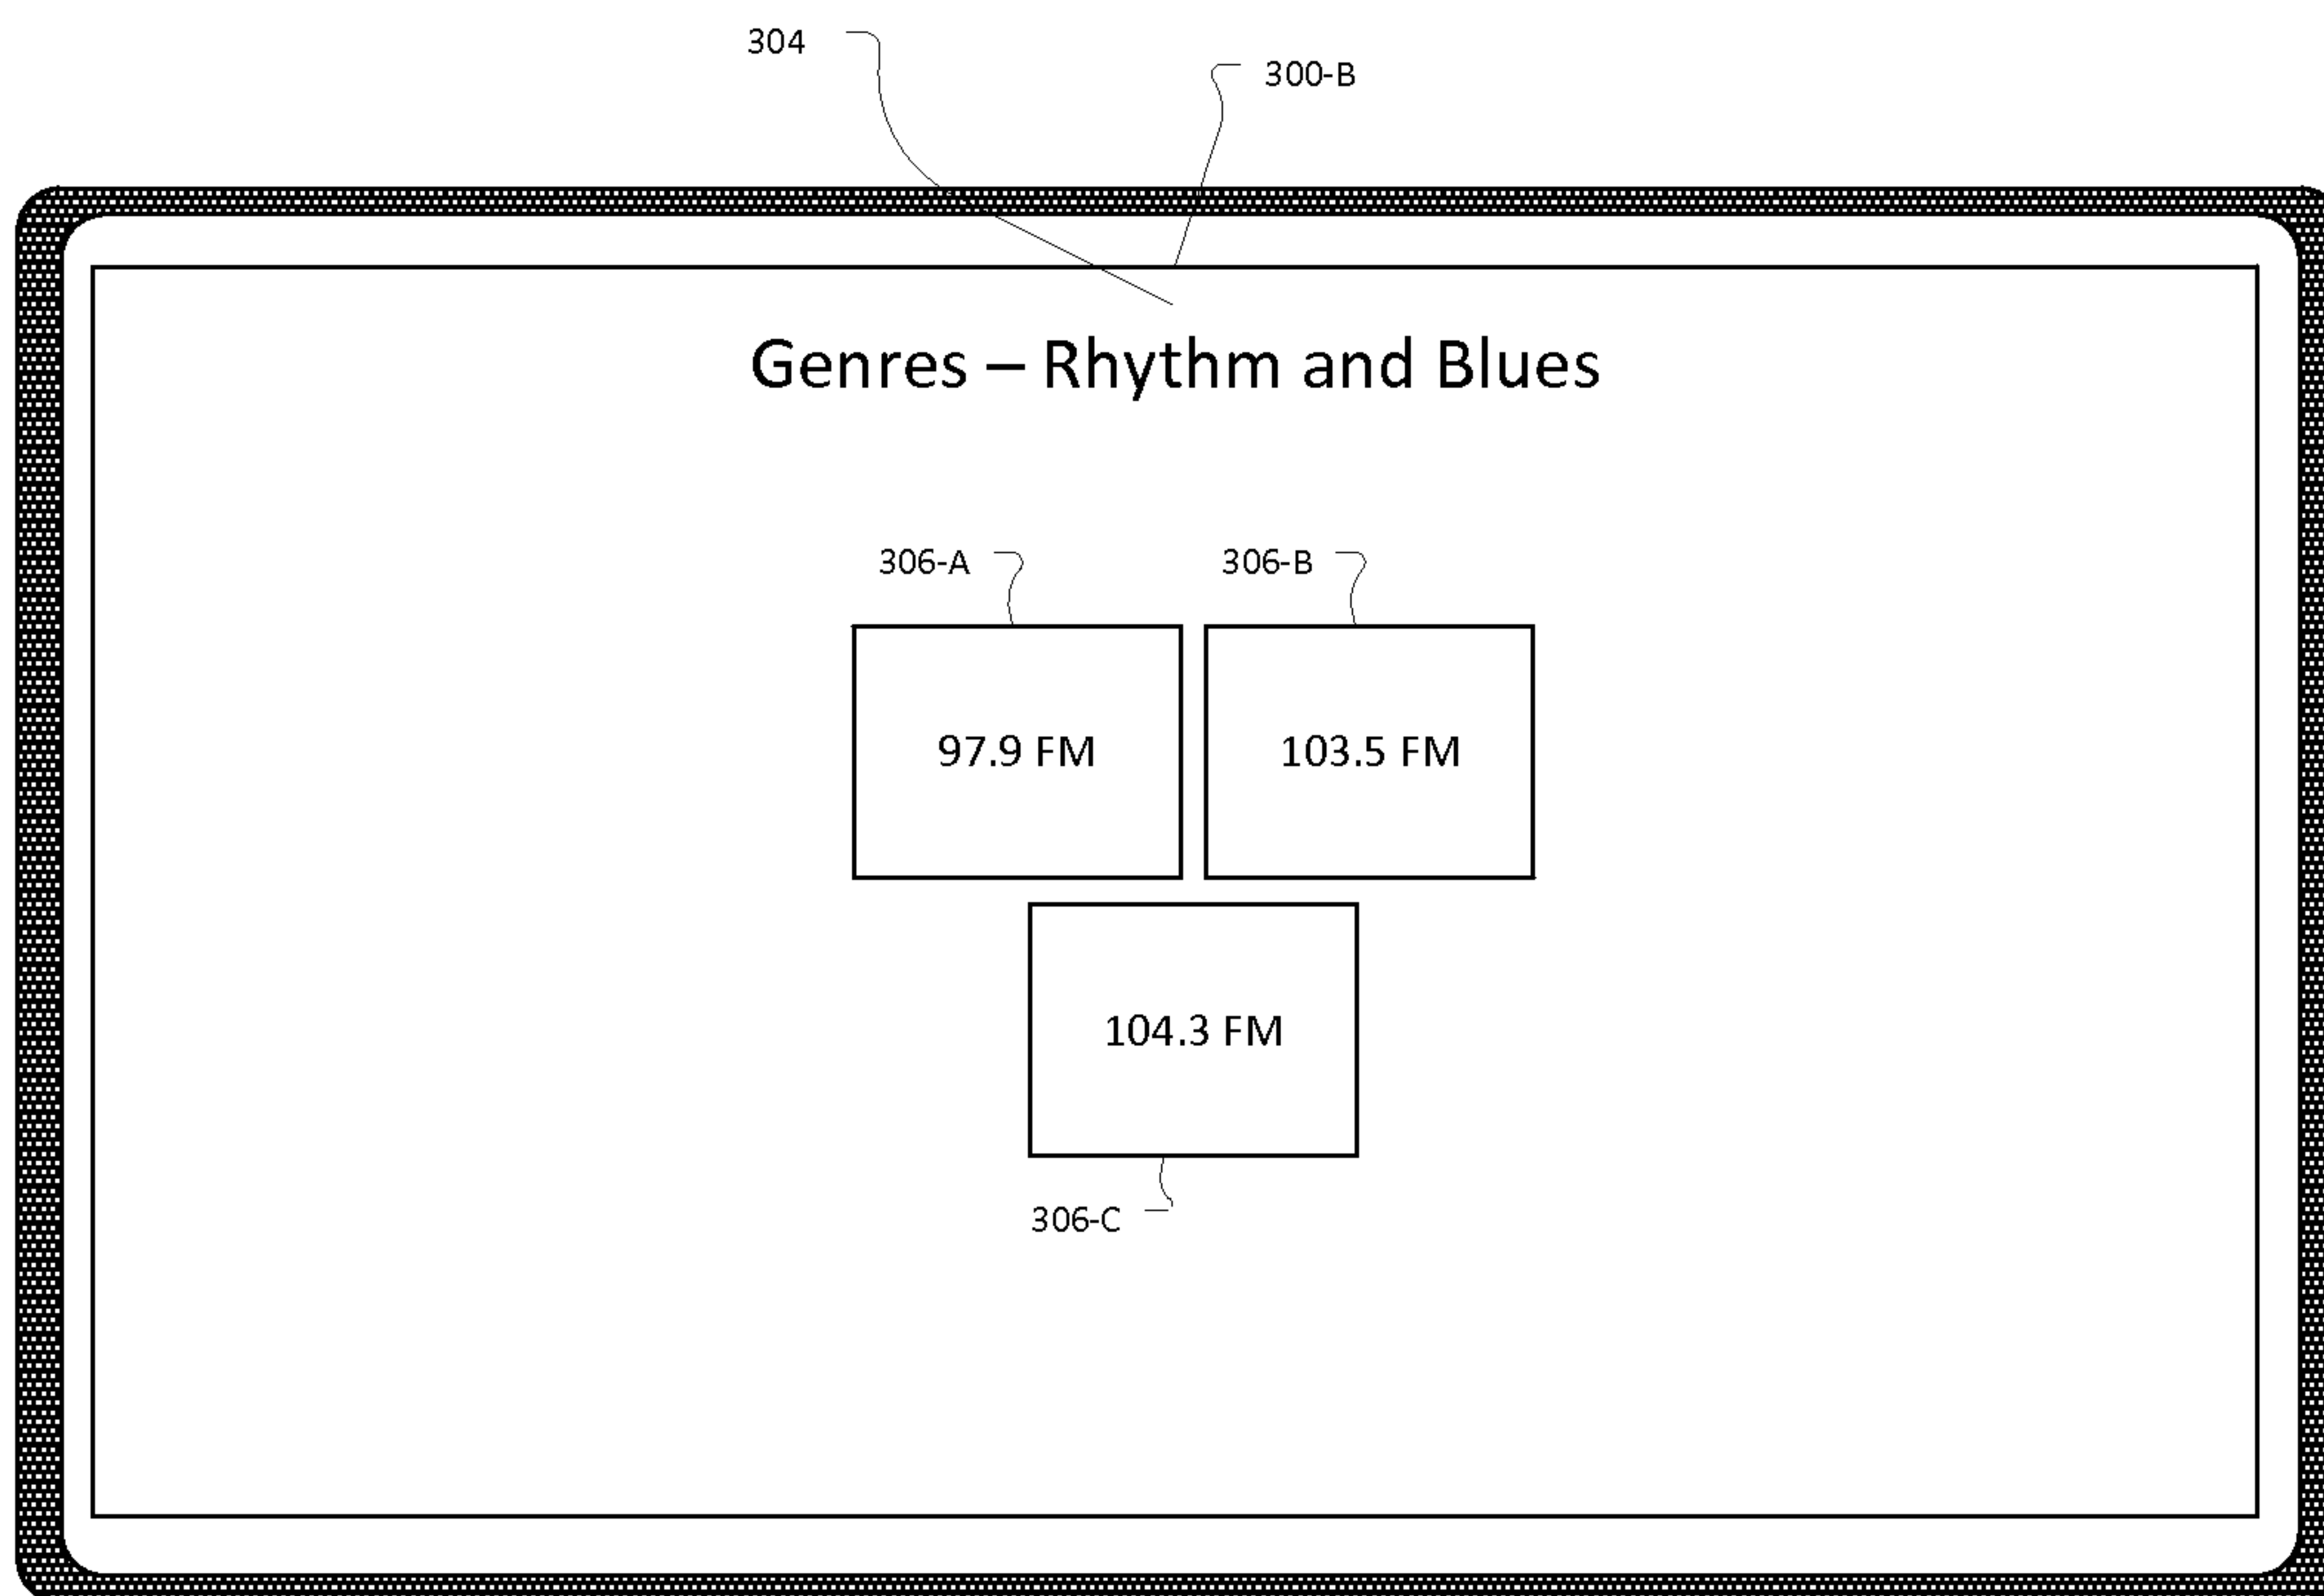 304
300-B
Genres – Rhythm and Blues
306-A
306-B
97.9 FM
103.5 FM
104.3 FM
306-C